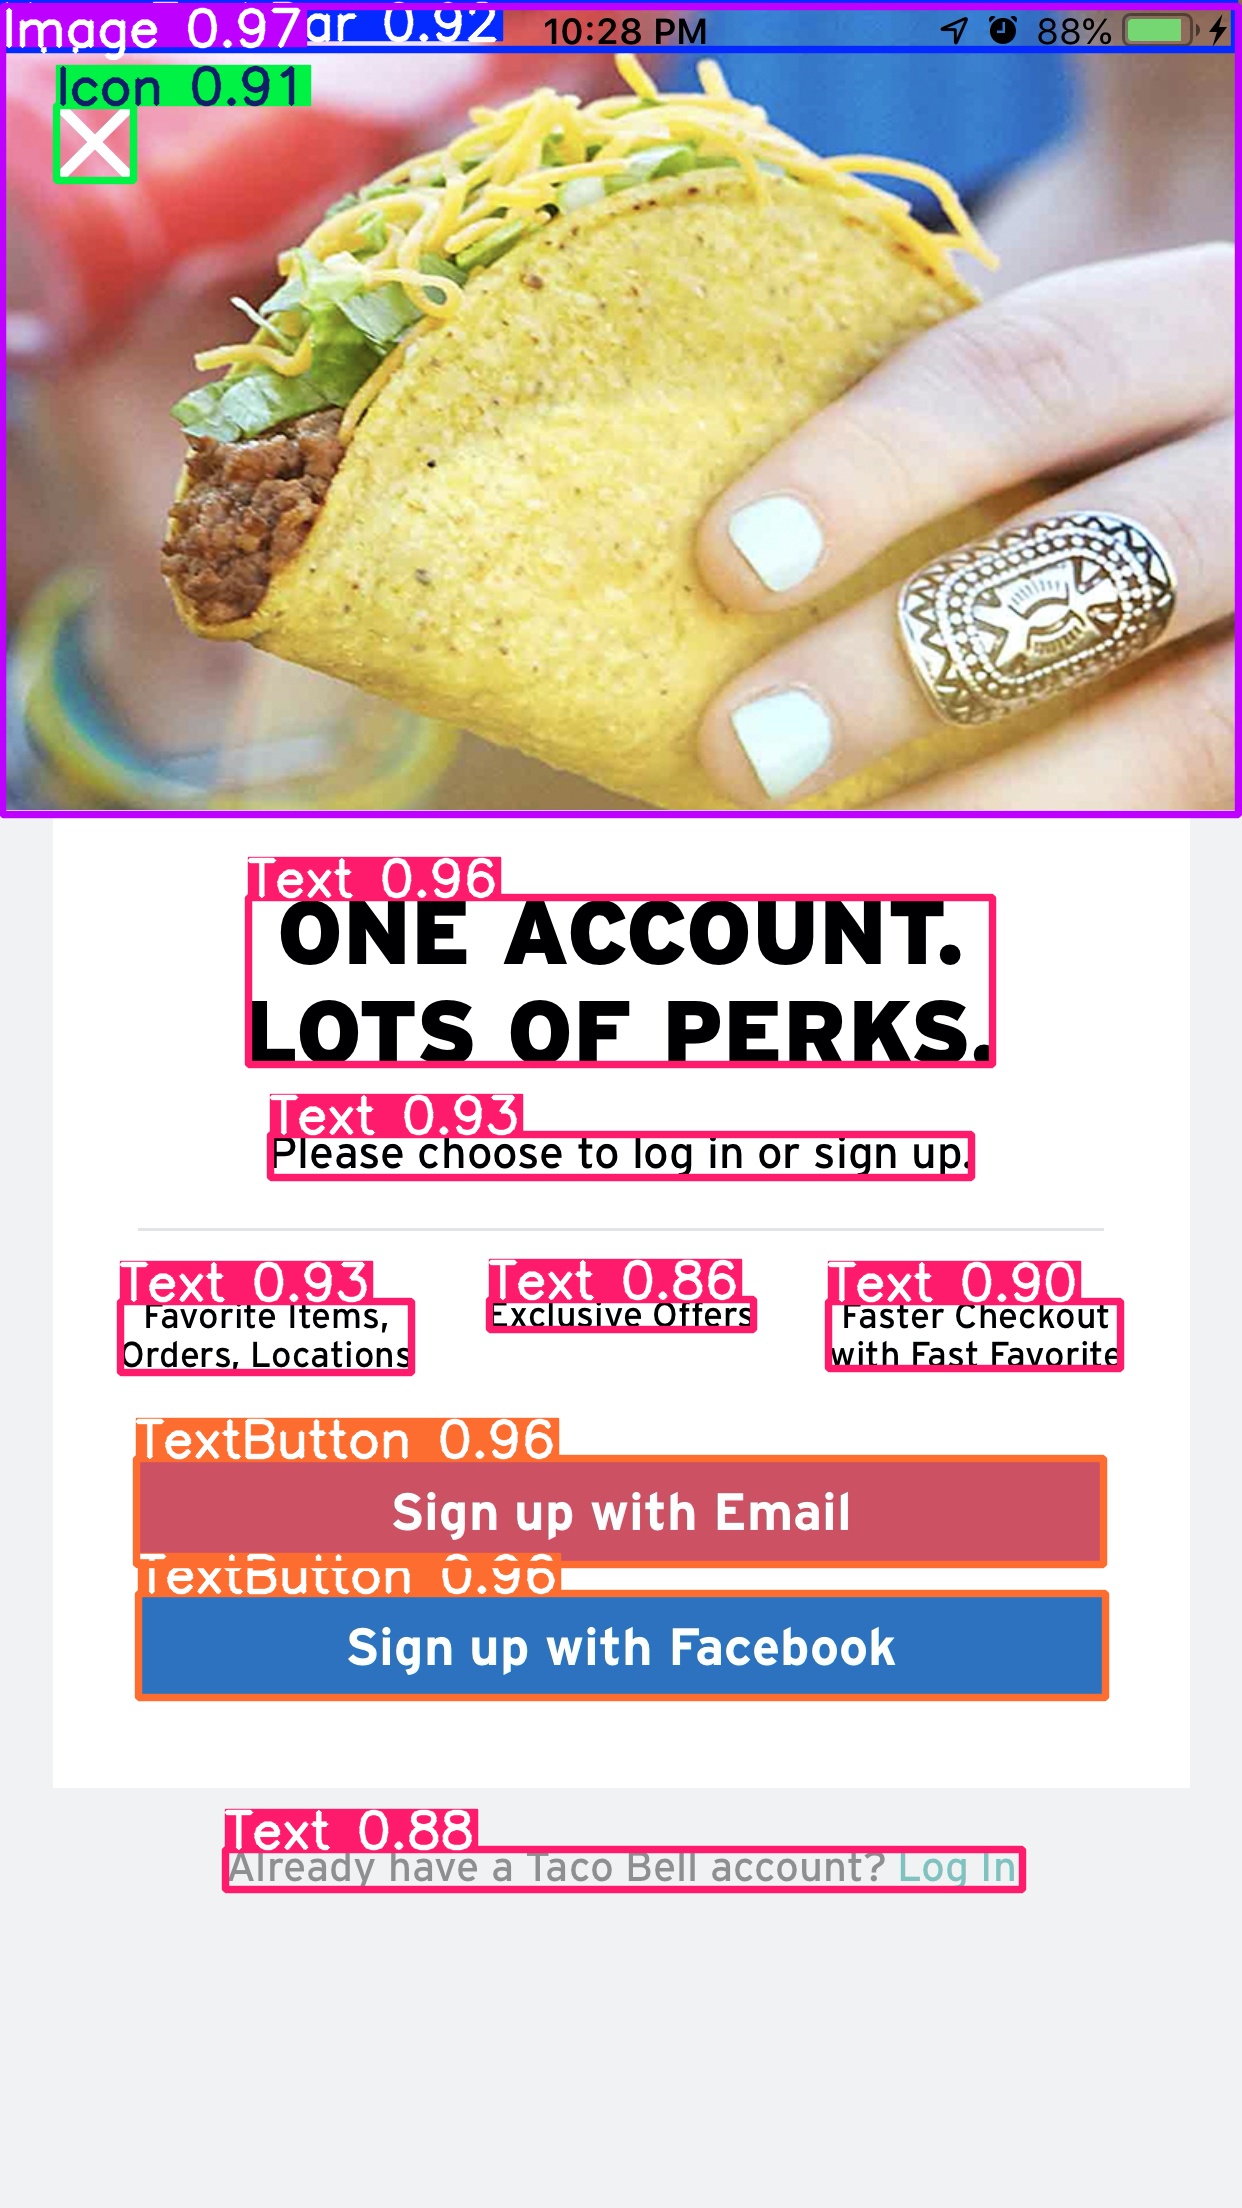 Image 0.97 ar 0.92 10:28 PM 88%
Icon 0.91
Text 0.96
ONE ACCOUNT.
LOTS OF PERKS.
Text 0.93
Please choose to log in or sign up.
Text 0.93 Text 0.86 Text 0.90
Favorite Items, Exclusive Offers Faster Checkout
Orders, Locations with Fast Favorite
TextButton 0.96
Sign up with Email
TextButton 0.96
Sign up with Facebook
Text 0.88
Already have a Taco Bell account? Log In